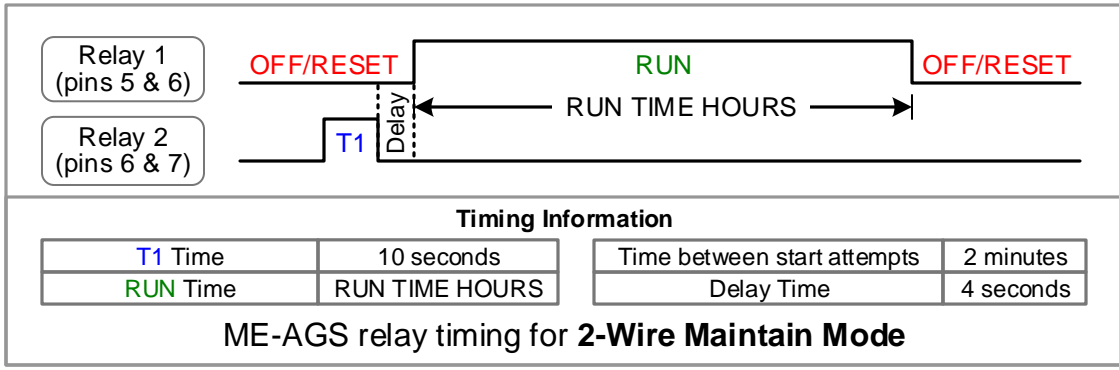 Relay 1
(pins 5 & 6)
OFF/RESET RUN OFF/RESET
RUN TIME HOURS
Delay
Relay 2
(pins 6 & 7)
T1
Timing Information
T1 Time 10 seconds Time between start attempts 2 minutes
RUN Time RUN TIME HOURS Delay Time 4 seconds
ME-AGS relay timing for 2-Wire Maintain Mode